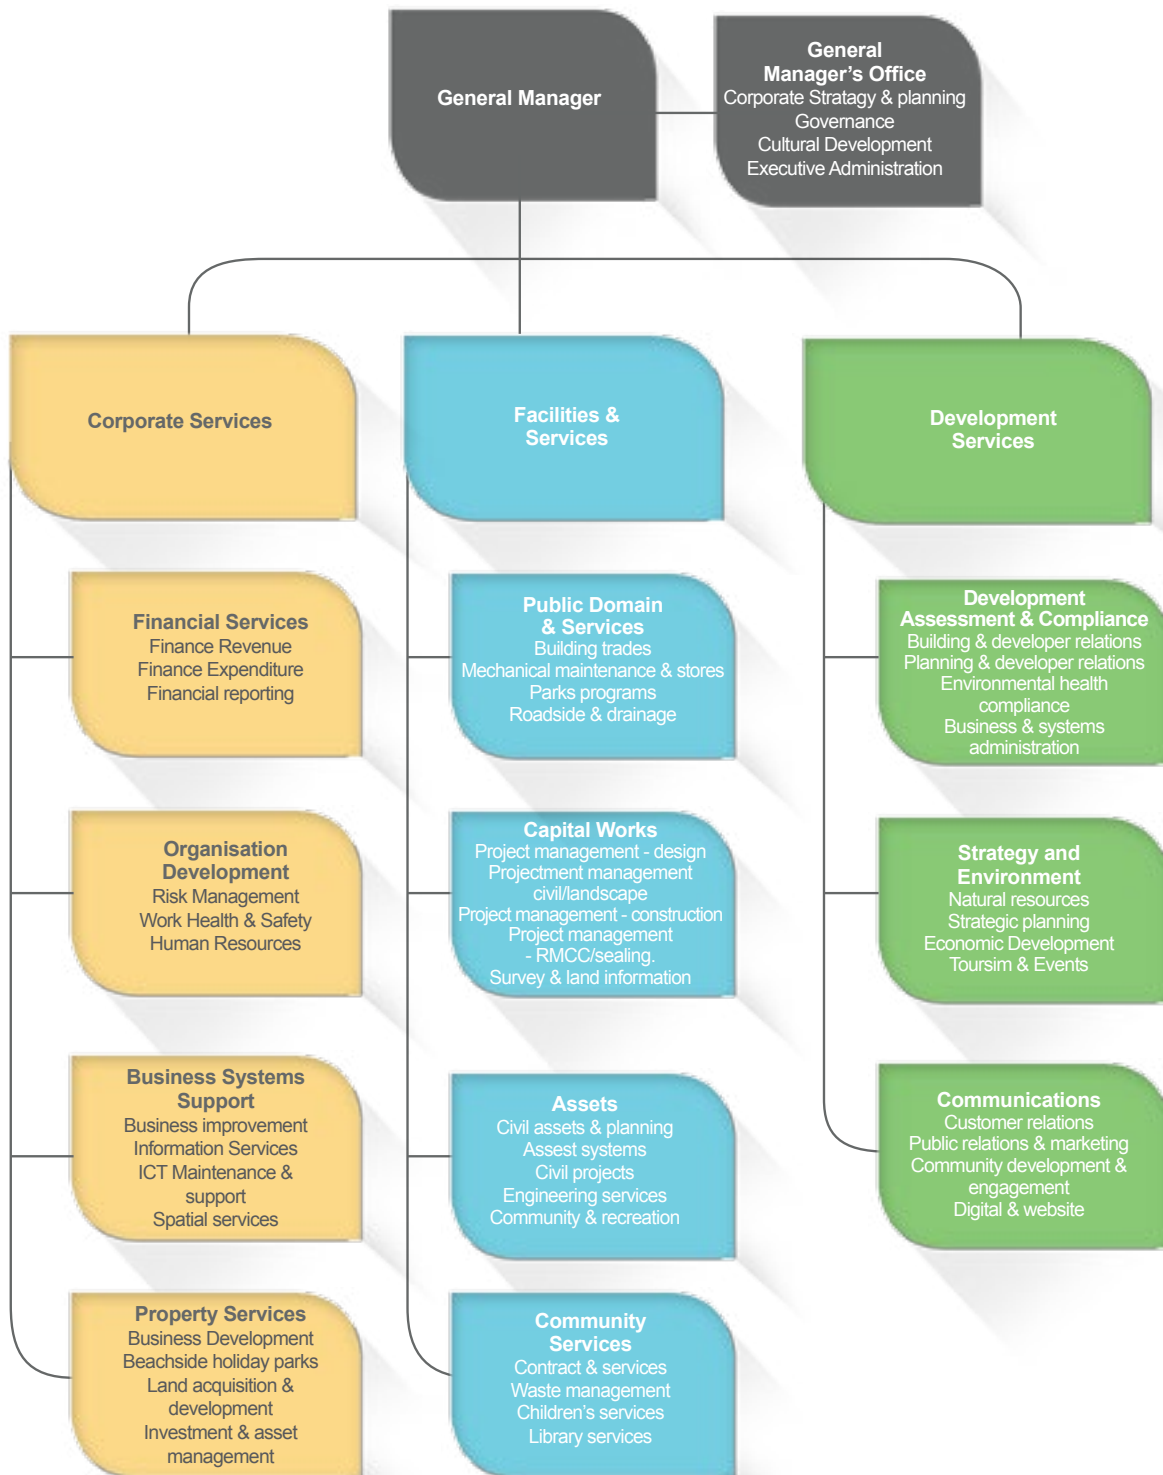 General Manager
General
Manager's Office
Corporate Stratagy & planning
Governance
Cultural Development
Executive Administration
Corporate Services
Financial Services
Finance Revenue
Finance Expenditure
Financial reporting
Organisation
Development
Risk Management
Work Health & Safety
Human Resources
Business Systems
Support
Business improvement
Information Services
ICT Maintenance &
support
Spatial services
Property Services
Business Development
Beachside holiday parks
Land acquisition &
development
Investment & asset
management
Facilities &
Services
Public Domain
& Services
Building trades
Mechanical maintenance & stores
Parks programs
Roadside & drainage
Capital Works
Project management - design
Projectment management
civil/landscape
Project management - construction
Project management
- RMCC/sealing.
Survey & land information
Assets
Civil assets & planning
Assest systems
Civil projects
Engineering services
Community & recreation
Community
Services
Contract & services
Waste management
Children's services
Library services
Development
Services
Development
Assessment & Compliance
Building & developer relations
Planning & developer relations
Environmental health
compliance
Business & systems
administration
Strategy and
Environment
Natural resources
Strategic planning
Economic Development
Toursim & Events
Communications
Customer relations
Public relations & marketing
Community development &
engagement
Digital & website